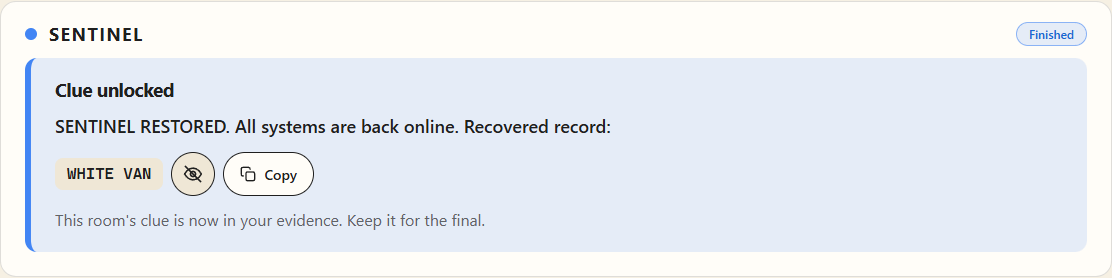 SENTINEL
Finished
Clue unlocked
SENTINEL RESTORED. All systems are back online. Recovered record:
WHITE VAN
Copy
This room's clue is now in your evidence. Keep it for the final.